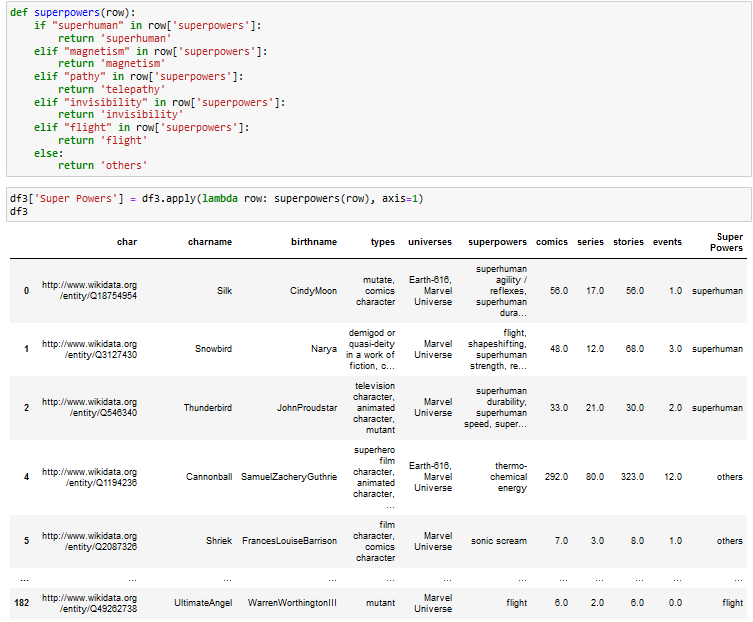 def superpowers(row):
    if "superhuman" in row['superpowers']:
        return 'superhuman'
    elif "magnetism" in row['superpowers']:
        return 'magnetism'
    elif "pathy" in row['superpowers']:
        return 'telepathy'
    elif "invisibility" in row['superpowers']:
        return 'invisibility'
    elif "flight" in row['superpowers']:
        return 'flight'
    else:
        return 'others'
df3['Super Powers'] = df3.apply(lambda row: superpowers(row), axis=1)
df3
char charname birthname types universes superpowers comics series stories events Super Powers
0 http://www.wikidata.org/entity/Q18754954 Silk CindyMoon mutate, comics character Earth-616, Marvel Universe superhuman agility / reflexes, superhuman dura... 56.0 17.0 56.0 1.0 superhuman
1 http://www.wikidata.org/entity/Q3127430 Snowbird Narya demigod or quasi-deity in a work of fiction, c... Marvel Universe flight, shapeshifting, superhuman strength, re... 48.0 12.0 68.0 3.0 superhuman
2 http://www.wikidata.org/entity/Q546340 Thunderbird JohnProudstar television character, animated character, mutant Marvel Universe superhuman durability, superhuman speed, super... 33.0 21.0 30.0 2.0 superhuman
4 http://www.wikidata.org/entity/Q1194236 Cannonball SamuelZacheryGuthrie superhero film character, animated character, ... Earth-616, Marvel Universe thermo-chemical energy 292.0 80.0 323.0 12.0 others
5 http://www.wikidata.org/entity/Q2087326 Shriek FrancesLouiseBarrison film character, comics character Marvel Universe sonic scream 7.0 3.0 8.0 1.0 others
... ... ... ... ... ... ... ... ... ... ... ...
182 http://www.wikidata.org/entity/Q49262738 UltimateAngel WarrenWorthingtonIII mutant Marvel Universe flight 6.0 2.0 6.0 0.0 flight